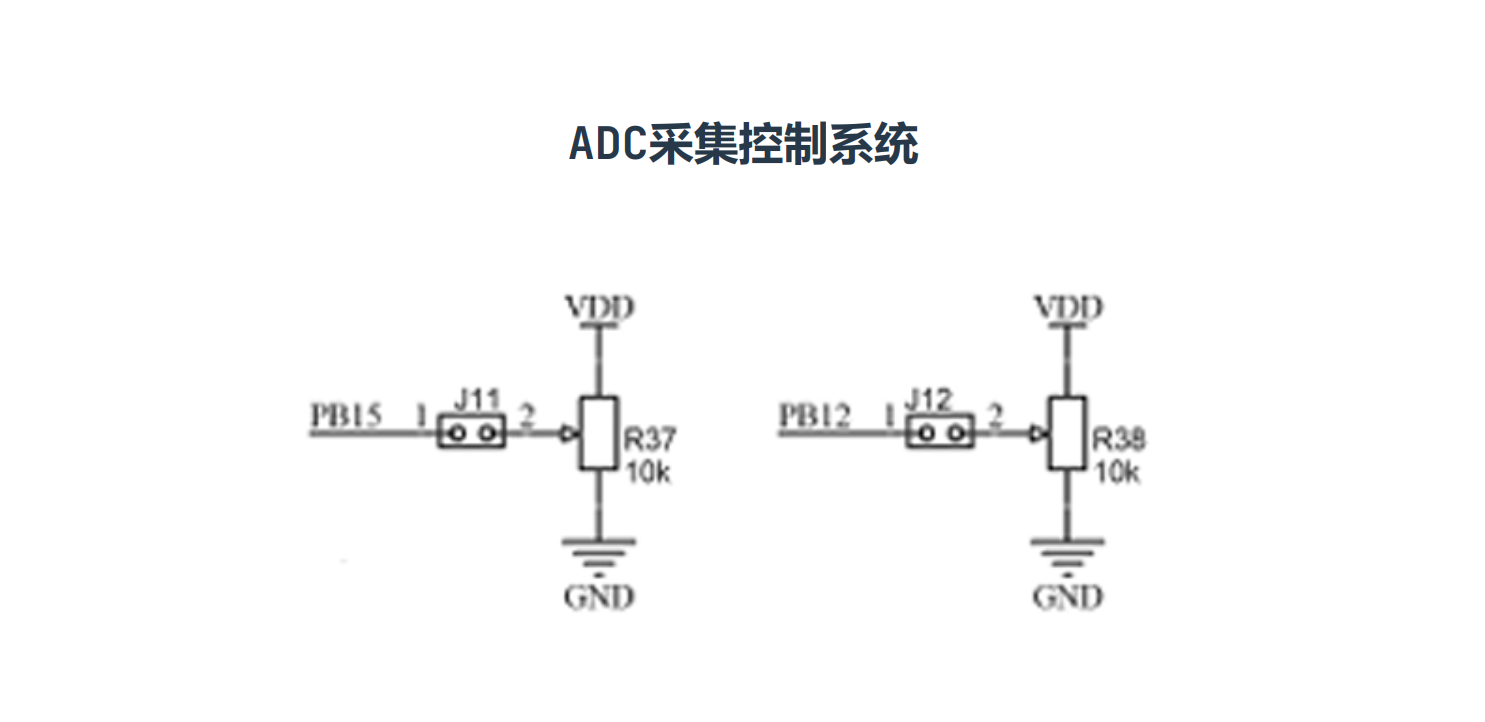 ADC采集控制系统
VDD
PB15 1 J11 2
R37
10k
GND
VDD
PB12 1 J12 2
R38
10k
GND